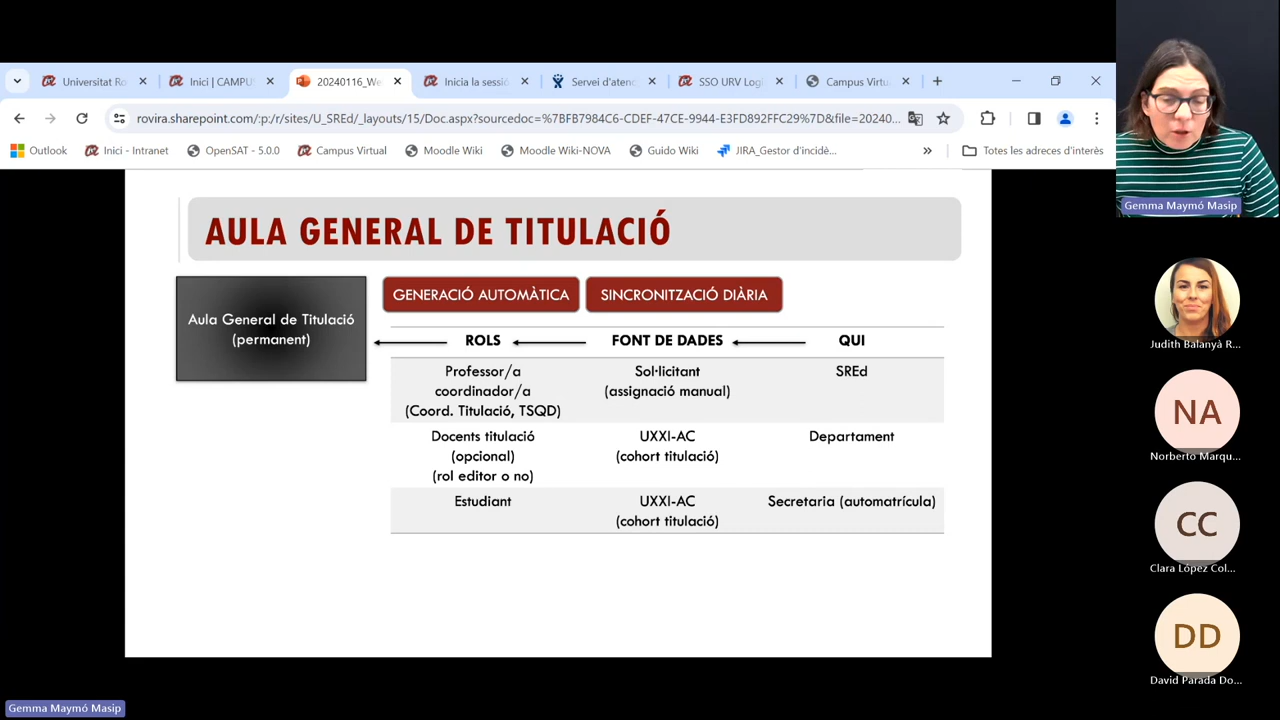 Universitat Ro
Inici | CAMPUS
20240116_We
Inicia la sessió
Servei d'atenc
SSO URV Logi
Campus Virtu
rovira.sharepoint.com/:p:/r/sites/U_SREd/_layouts/15/Doc.aspx?sourcedoc=%7BFB7984C6-CDEF-47CE-9944-E3FD892FFC29%7D&file=20240...
Outlook
Inici - Intranet
OpenSAT - 5.0.0
Campus Virtual
Moodle Wiki
Moodle Wiki-NOVA
Guido Wiki
JIRA_Gestor d'incidè...
Totes les adreces d'interès
AULA GENERAL DE TITULACIÓ
Aula General de Titulació
(permanent)
GENERACIÓ AUTOMÀTICA
SINCRONITZACIÓ DIÀRIA
ROLS
FONT DE DADES
QUI
Professor/a
coordinador/a
(Coord. Titulació, TSQD)
Sol·licitant
(assignació manual)
SREd
Docents titulació
(opcional)
(rol editor o no)
UXXI-AC
(cohort titulació)
Departament
Estudiant
UXXI-AC
(cohort titulació)
Secretaria (automatrícula)
Gemma Maymó Masip
Judith Balanyà R...
NA
Norberto Marqu...
CC
Clara López Col...
DD
David Parada Do...
Gemma Maymó Masip